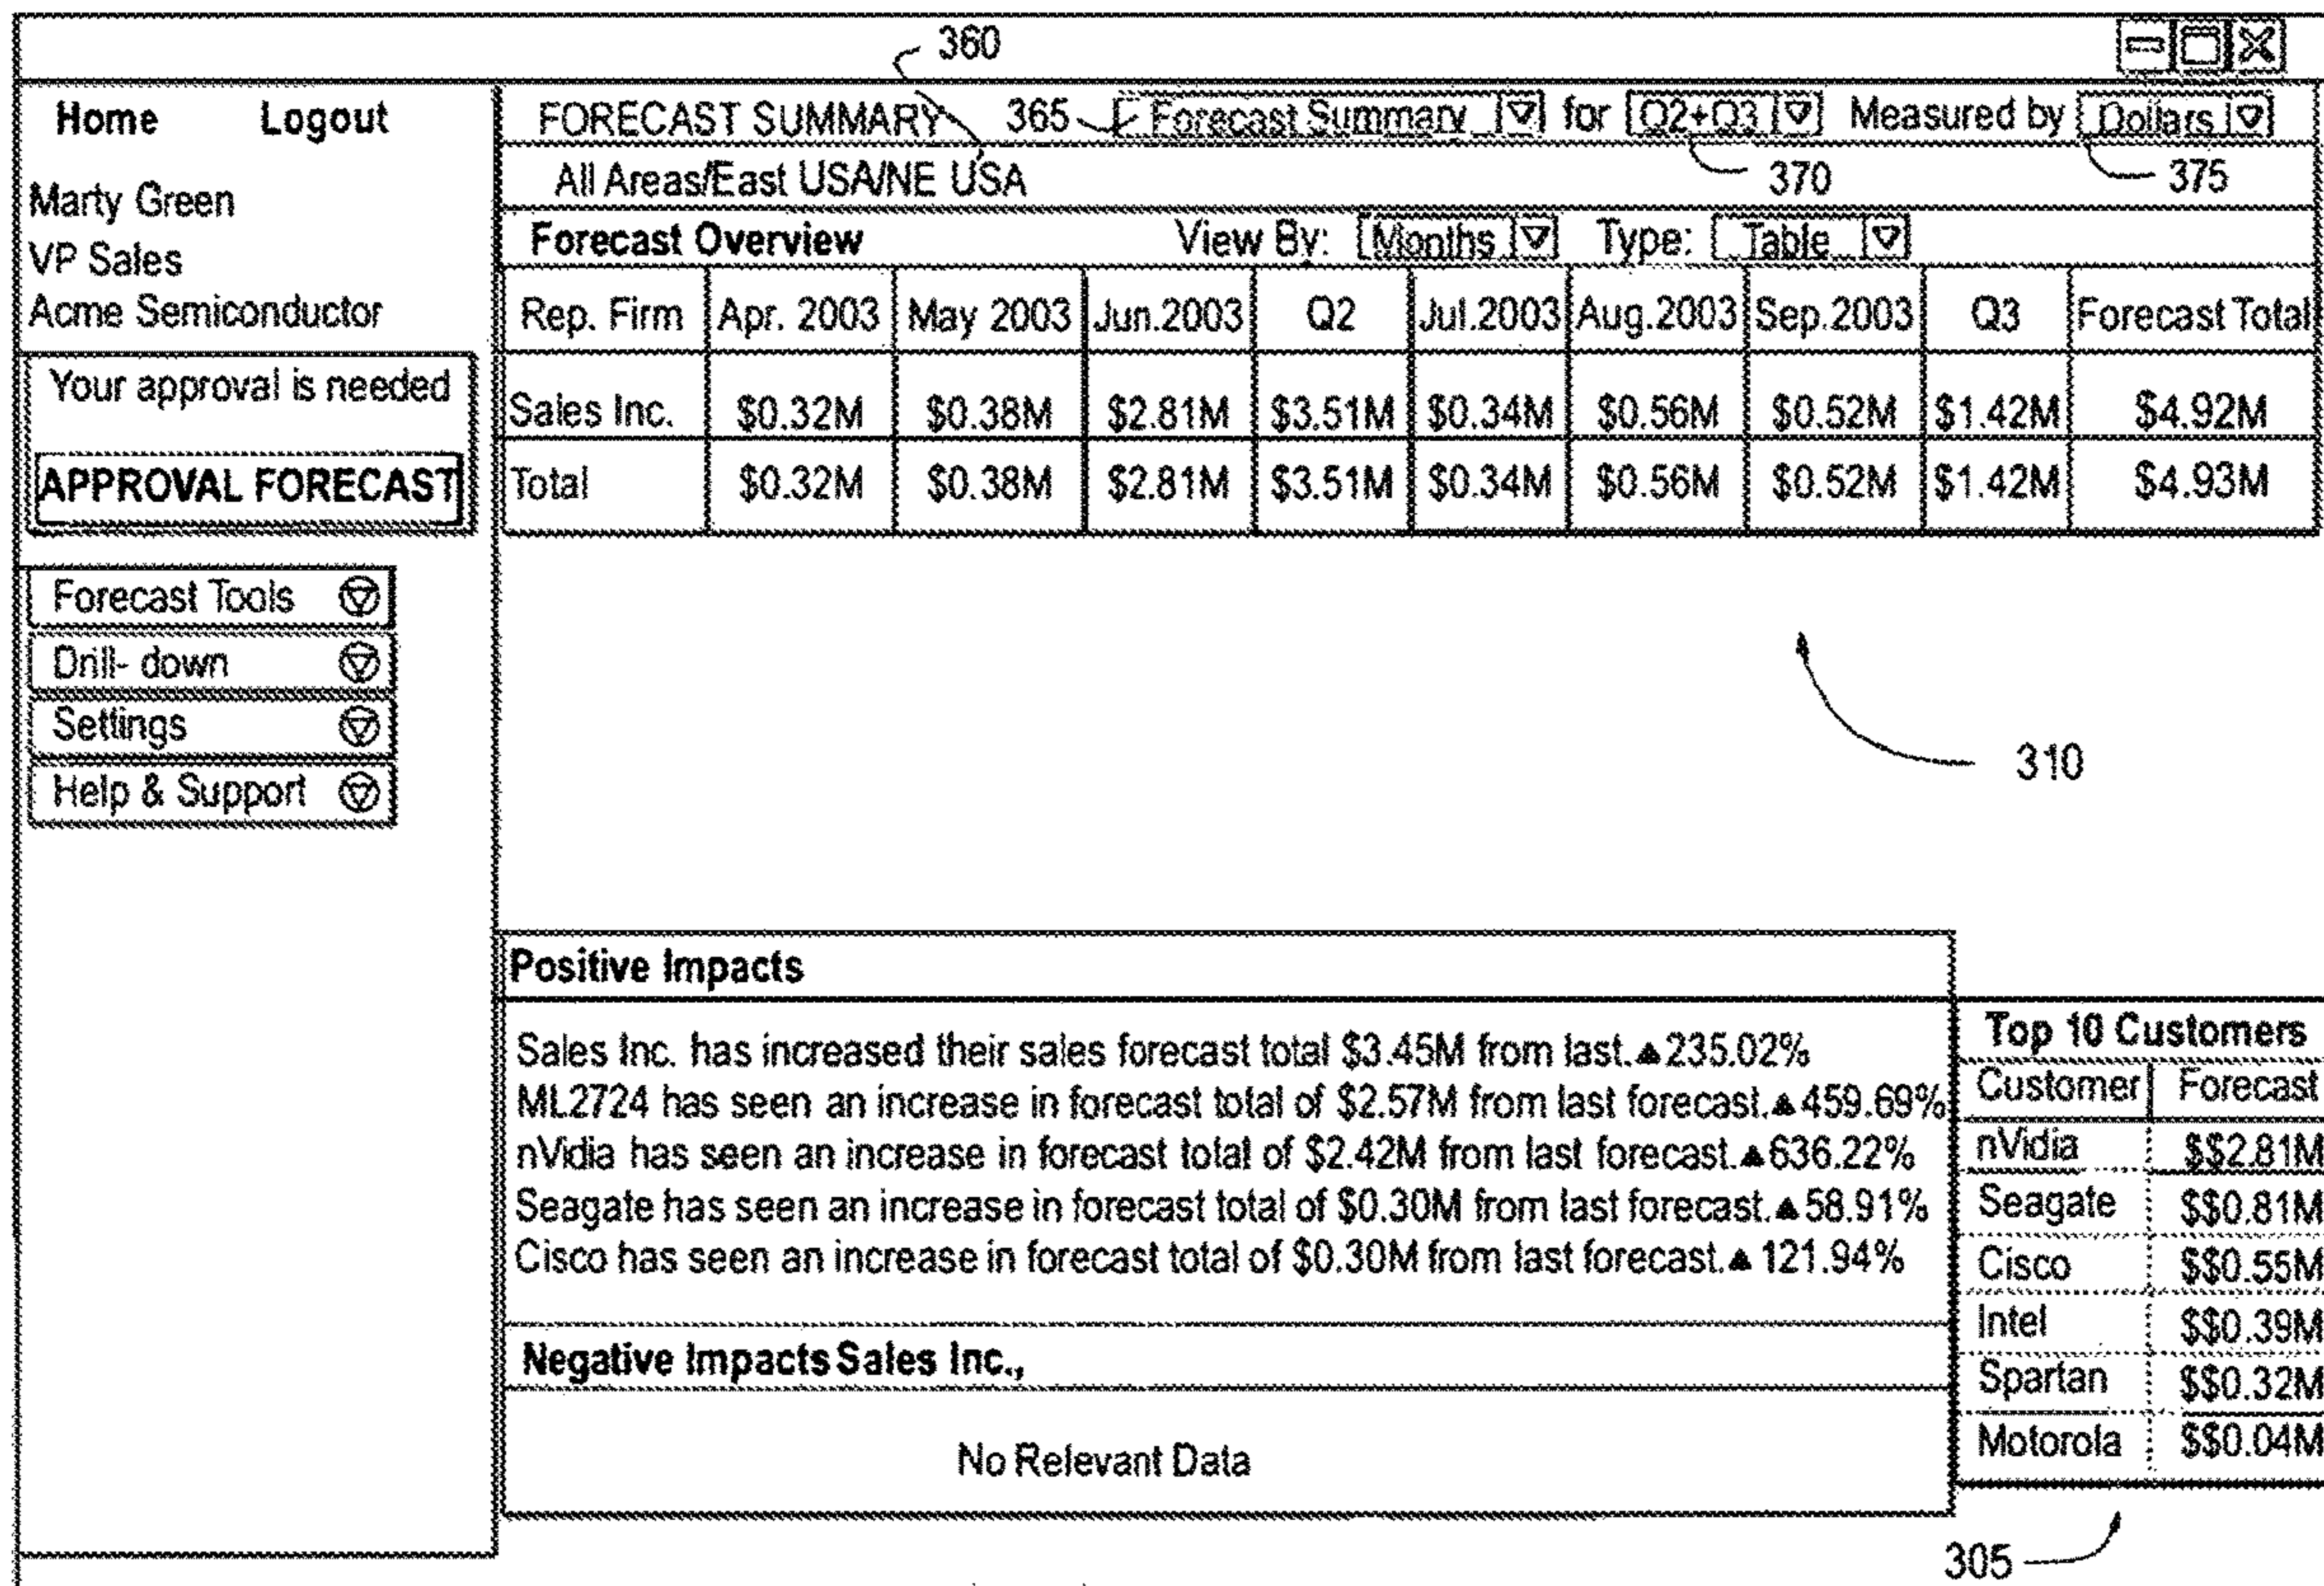 360
Home Logout
FORECAST SUMMARY 365 Forecast Summary for Q2+Q3 Measured by Dollars
All Areas/East USA/NE USA 370 375
Marty Green
VP Sales
Acme Semiconductor
Forecast Overview View By: Months Type: Table
Rep. Firm Apr. 2003 May 2003 Jun.2003 Q2 Jul.2003 Aug.2003 Sep.2003 Q3 Forecast Total
Sales Inc. $0.32M $0.38M $2.81M $3.51M $0.34M $0.56M $0.52M $1.42M $4.92M
Total $0.32M $0.38M $2.81M $3.51M $0.34M $0.56M $0.52M $1.42M $4.93M
Your approval is needed
APPROVAL FORECAST
Forecast Tools
Drill- down
Settings
Help & Support
310
Positive Impacts
Sales Inc. has increased their sales forecast total $3.45M from last.▲235.02%
ML2724 has seen an increase in forecast total of $2.57M from last forecast.▲459.69%
nVidia has seen an increase in forecast total of $2.42M from last forecast.▲636.22%
Seagate has seen an increase in forecast total of $0.30M from last forecast.▲58.91%
Cisco has seen an increase in forecast total of $0.30M from last forecast.▲121.94%
Negative Impacts Sales Inc.,
No Relevant Data
Top 10 Customers
Customer Forecast
nVidia $$2.81M
Seagate $$0.81M
Cisco $$0.55M
Intel $$0.39M
Spartan $$0.32M
Motorola $$0.04M
305